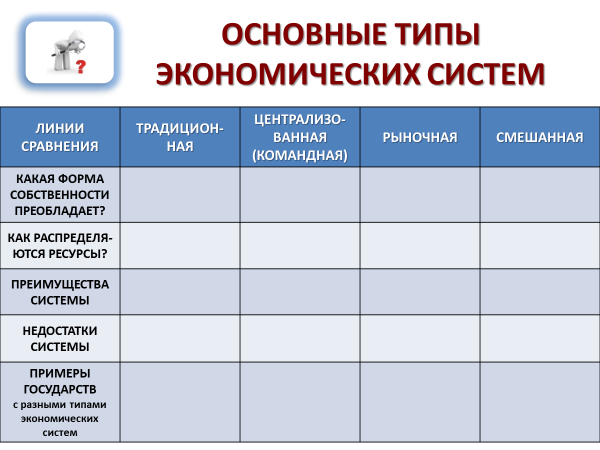 ОСНОВНЫЕ ТИПЫ
ЭКОНОМИЧЕСКИХ СИСТЕМ
?
ЛИНИИ
СРАВНЕНИЯ
ТРАДИЦИОН-
НАЯ
ЦЕНТРАЛИЗО-
ВАННАЯ
(КОМАНДНАЯ)
РЫНОЧНАЯ
СМЕШАННАЯ
КАКАЯ ФОРМА
СОБСТВЕННОСТИ
ПРЕОБЛАДАЕТ?
КАК РАСПРЕДЕЛЯ-
ЮТСЯ РЕСУРСЫ?
ПРЕИМУЩЕСТВА
СИСТЕМЫ
НЕДОСТАТКИ
СИСТЕМЫ
ПРИМЕРЫ
ГОСУДАРСТВ
с разными типами
экономических
систем